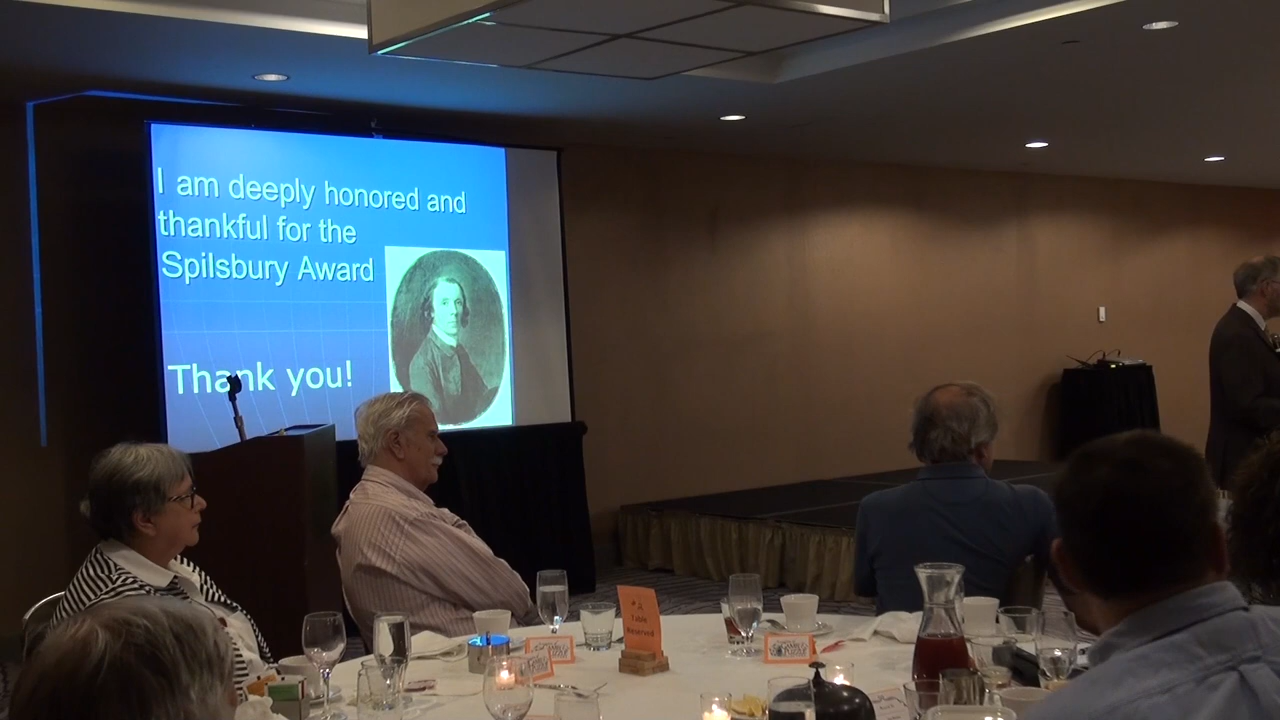 I am deeply honored and
thankful for the
Spilsbury Award
Thank you!
Table
Reserved